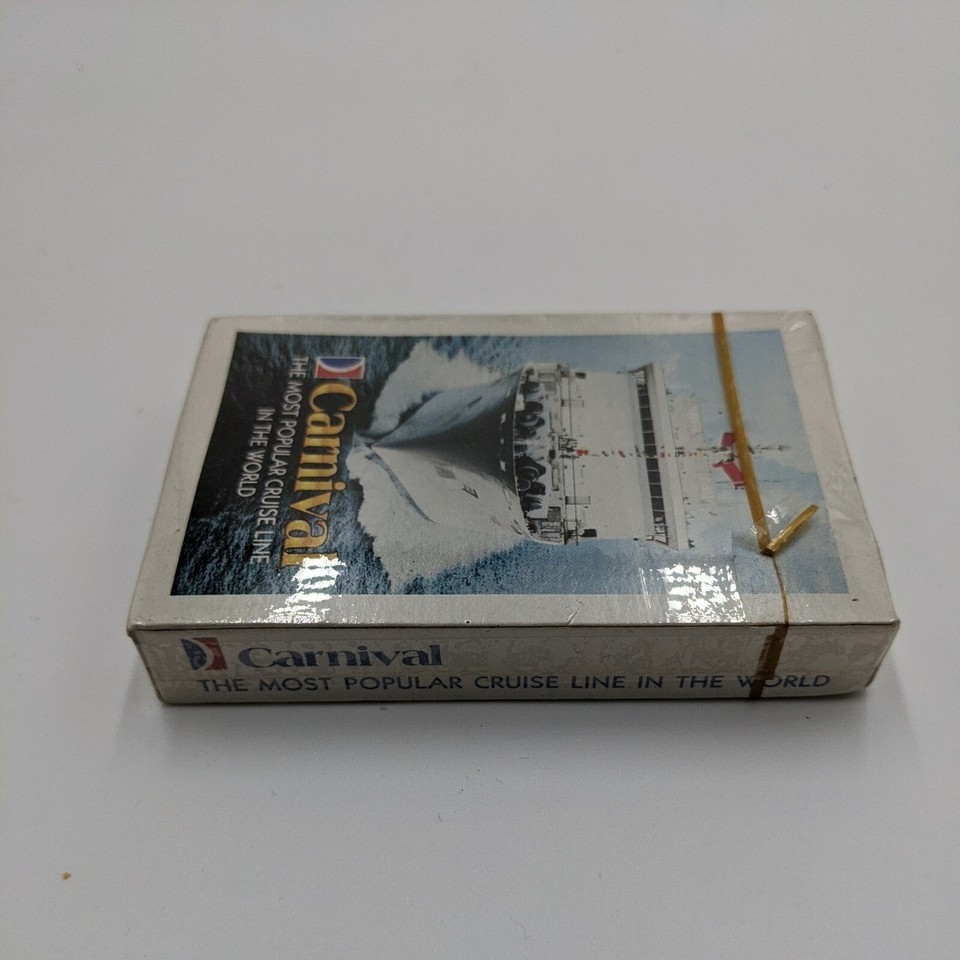 Carnival
THE MOST POPULAR CRUISE LINE
IN THE WORLD
Carnival
THE MOST POPULAR CRUISE LINE IN THE WORLD